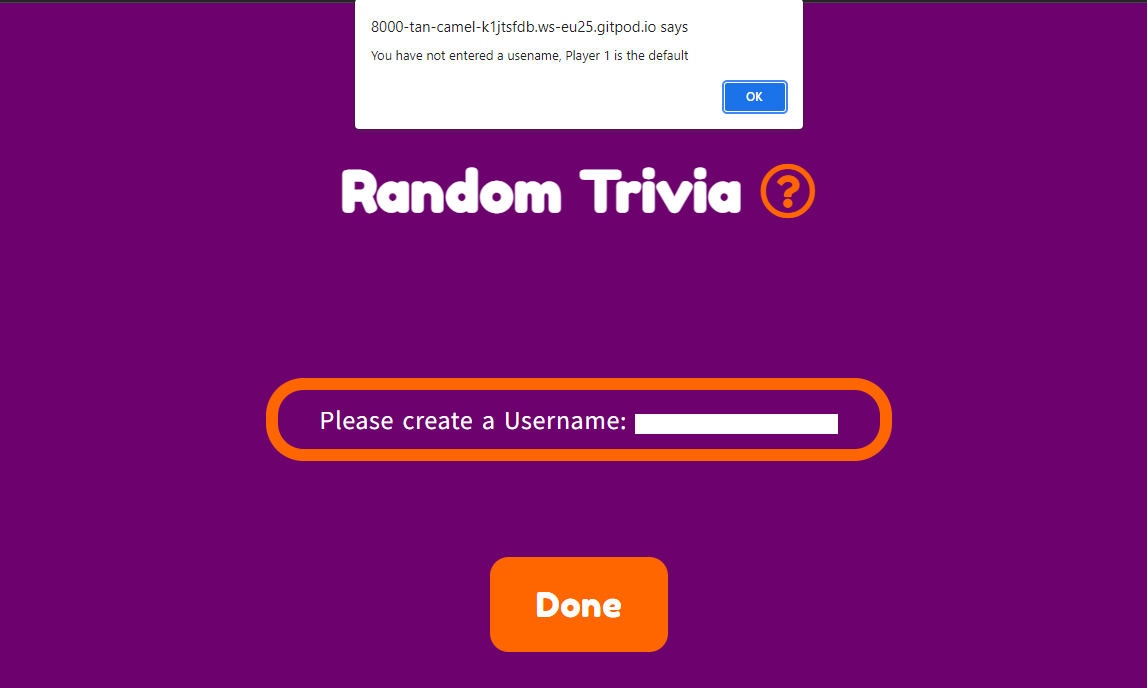 8000-tan-camel-k1jtsfdb.ws-eu25.gitpod.io says
You have not entered a usename, Player 1 is the default
OK
Random Trivia ?
Please create a Username:
Done